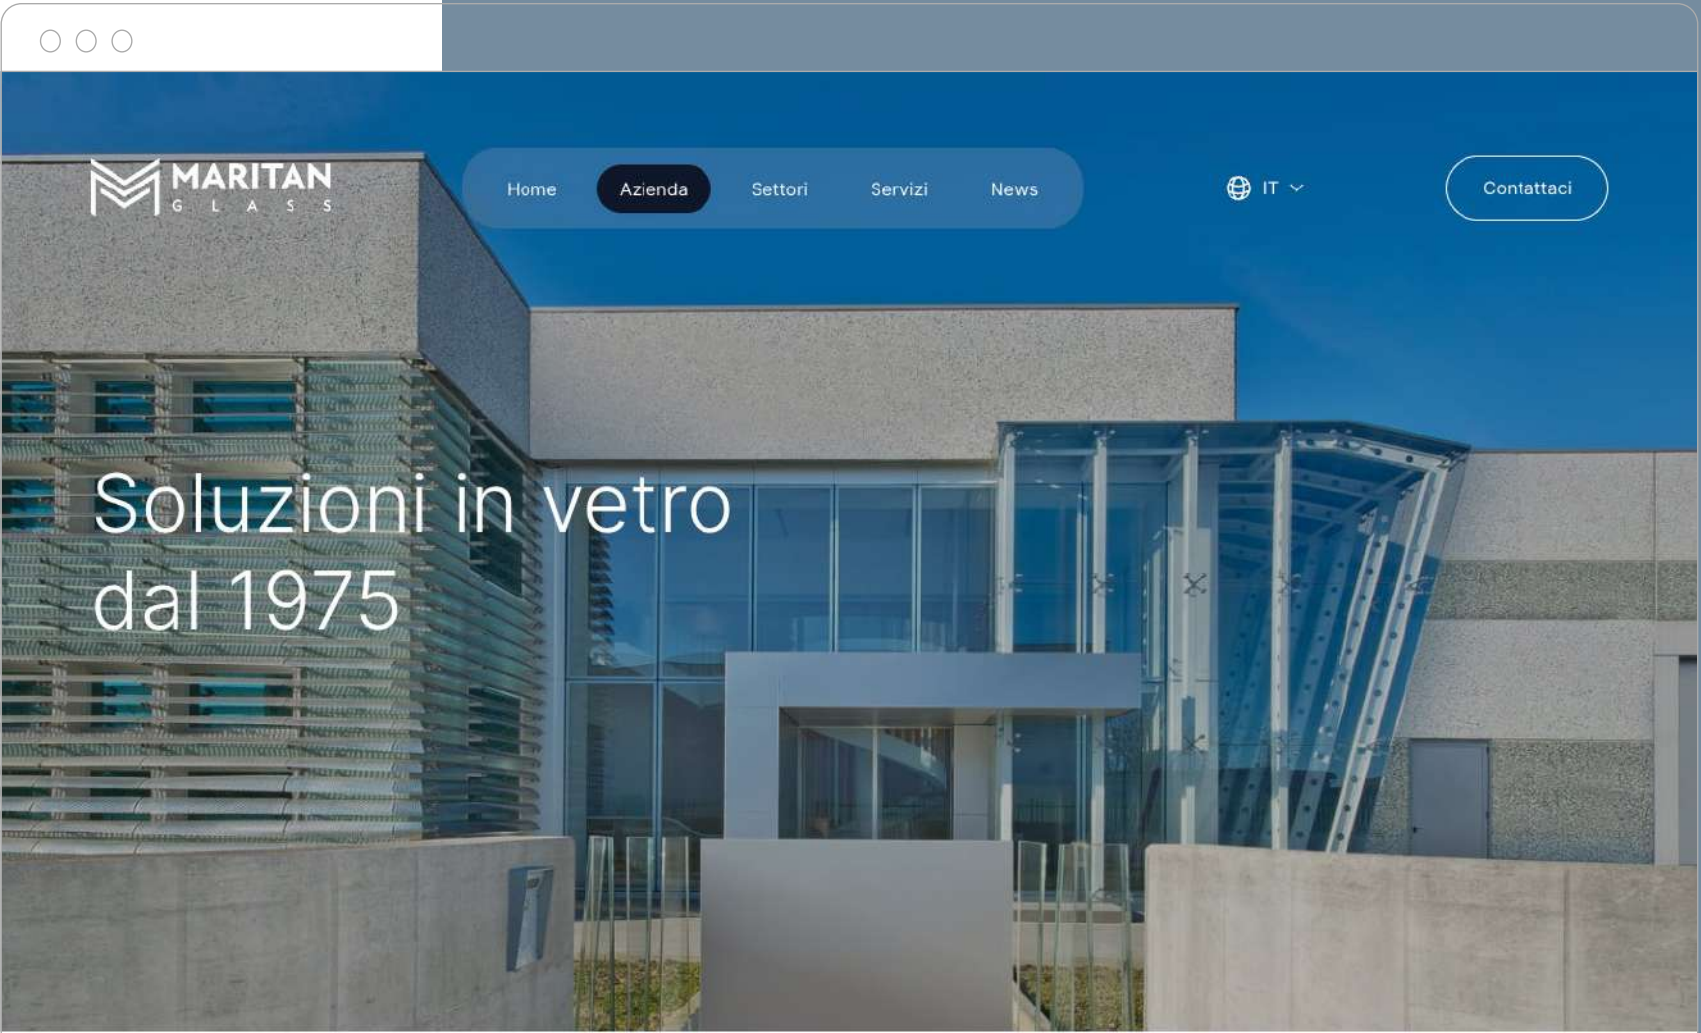 MARITAN
GLASS
Home
Azienda
Settori
Servizi
News
IT
Contattaci
Soluzioni in vetro
dal 1975